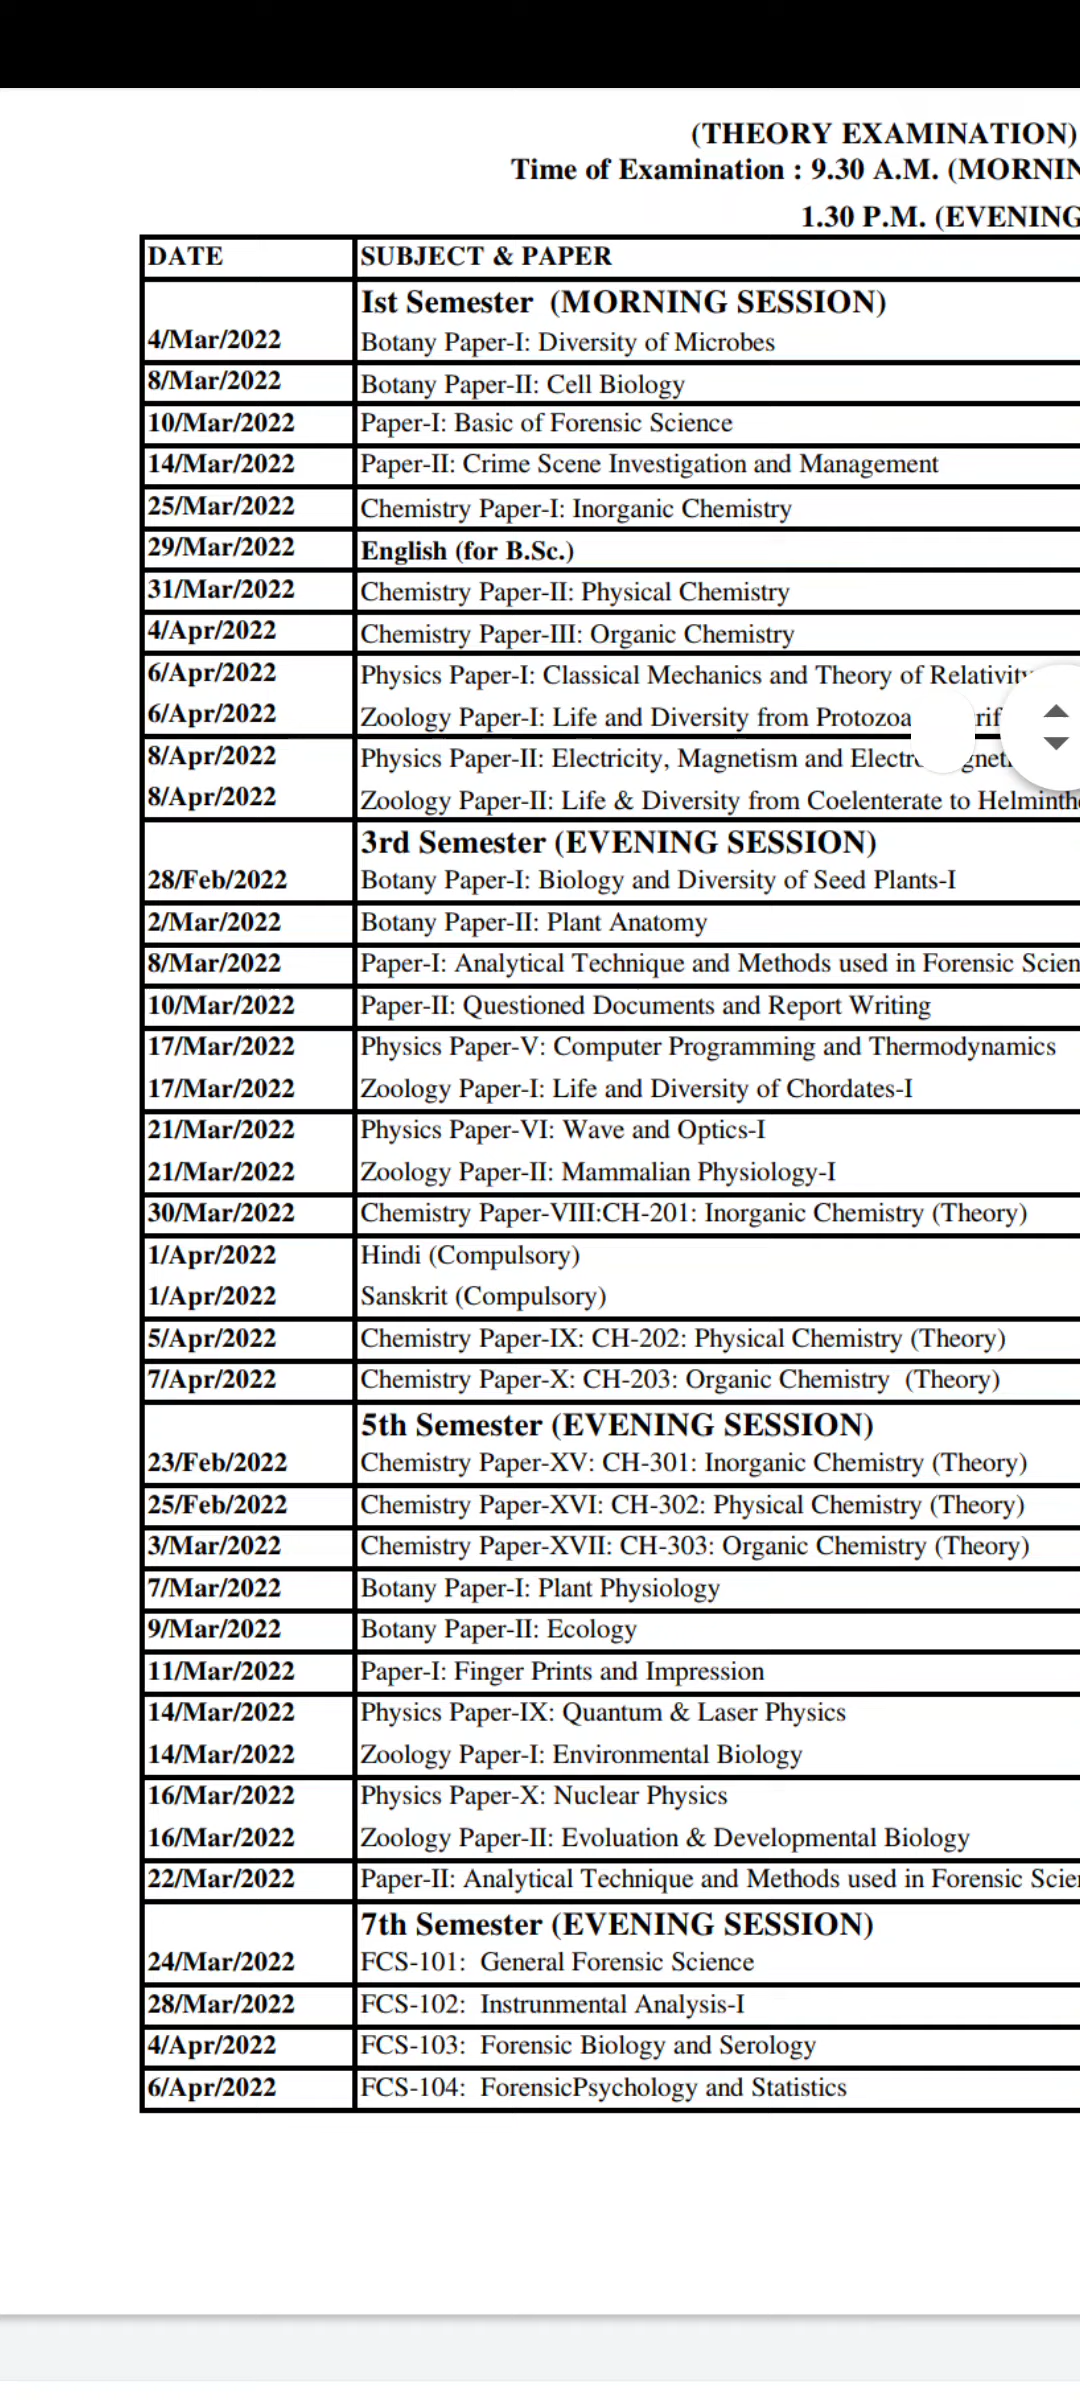 (THEORY EXAMINATION)
Time of Examination : 9.30 A.M.
1.30 P.M. (EVENING
DATE SUBJECT & PAPER
Ist Semester (MORNING SESSION)
4/Mar/2022 Botany Paper-I: Diversity of Microbes
8/Mar/2022 Botany Paper-II: Cell Biology
10/Mar/2022 Paper-I: Basic of Forensic Science
14/Mar/2022 Paper-II: Crime Scene Investigation and Management
25/Mar/2022 Chemistry Paper-I: Inorganic Chemistry
29/Mar/2022 English (for B.Sc.)
31/Mar/2022 Chemistry Paper-II: Physical Chemistry
4/Apr/2022 Chemistry Paper-III: Organic Chemistry
6/Apr/2022 Physics Paper-I: Classical Mechanics and Theory of Relativity
6/Apr/2022 Zoology Paper-I: Life and Diversity from Protozoa
8/Apr/2022 Physics Paper-II: Electricity, Magnetism and
8/Apr/2022 Zoology Paper-II: Life & Diversity from Coelenterate to
3rd Semester (EVENING SESSION)
28/Feb/2022 Botany Paper-I: Biology and Diversity of Seed Plants-I
2/Mar/2022 Botany Paper-II: Plant Anatomy
8/Mar/2022 Paper-I: Analytical Technique and Methods used in Forensic
10/Mar/2022 Paper-II: Questioned Documents and Report Writing
17/Mar/2022 Physics Paper-V: Computer Programming and Thermodynamics
17/Mar/2022 Zoology Paper-I: Life and Diversity of Chordates-I
21/Mar/2022 Physics Paper-VI: Wave and Optics-I
21/Mar/2022 Zoology Paper-II: Mammalian Physiology-I
30/Mar/2022 Chemistry Paper-VIII:CH-201: Inorganic Chemistry (Theory)
1/Apr/2022 Hindi (Compulsory)
1/Apr/2022 Sanskrit (Compulsory)
5/Apr/2022 Chemistry Paper-IX: CH-202: Physical Chemistry (Theory)
7/Apr/2022 Chemistry Paper-X: CH-203: Organic Chemistry (Theory)
5th Semester (EVENING SESSION)
23/Feb/2022 Chemistry Paper-XV: CH-301: Inorganic Chemistry (Theory)
25/Feb/2022 Chemistry Paper-XVI: CH-302: Physical Chemistry (Theory)
3/Mar/2022 Chemistry Paper-XVII: CH-303: Organic Chemistry (Theory)
7/Mar/2022 Botany Paper-I: Plant Physiology
9/Mar/2022 Botany Paper-II: Ecology
11/Mar/2022 Paper-I: Finger Prints and Impression
14/Mar/2022 Physics Paper-IX: Quantum & Laser Physics
14/Mar/2022 Zoology Paper-I: Environmental Biology
16/Mar/2022 Physics Paper-X: Nuclear Physics
16/Mar/2022 Zoology Paper-II: Evoluation & Developmental Biology
22/Mar/2022 Paper-II: Analytical Technique and Methods used in Forensic
7th Semester (EVENING SESSION)
24/Mar/2022 FCS-101: General Forensic Science
28/Mar/2022 FCS-102: Instrunmental Analysis-I
4/Apr/2022 FCS-103: Forensic Biology and Serology
6/Apr/2022 FCS-104: ForensicPsychology and Statistics